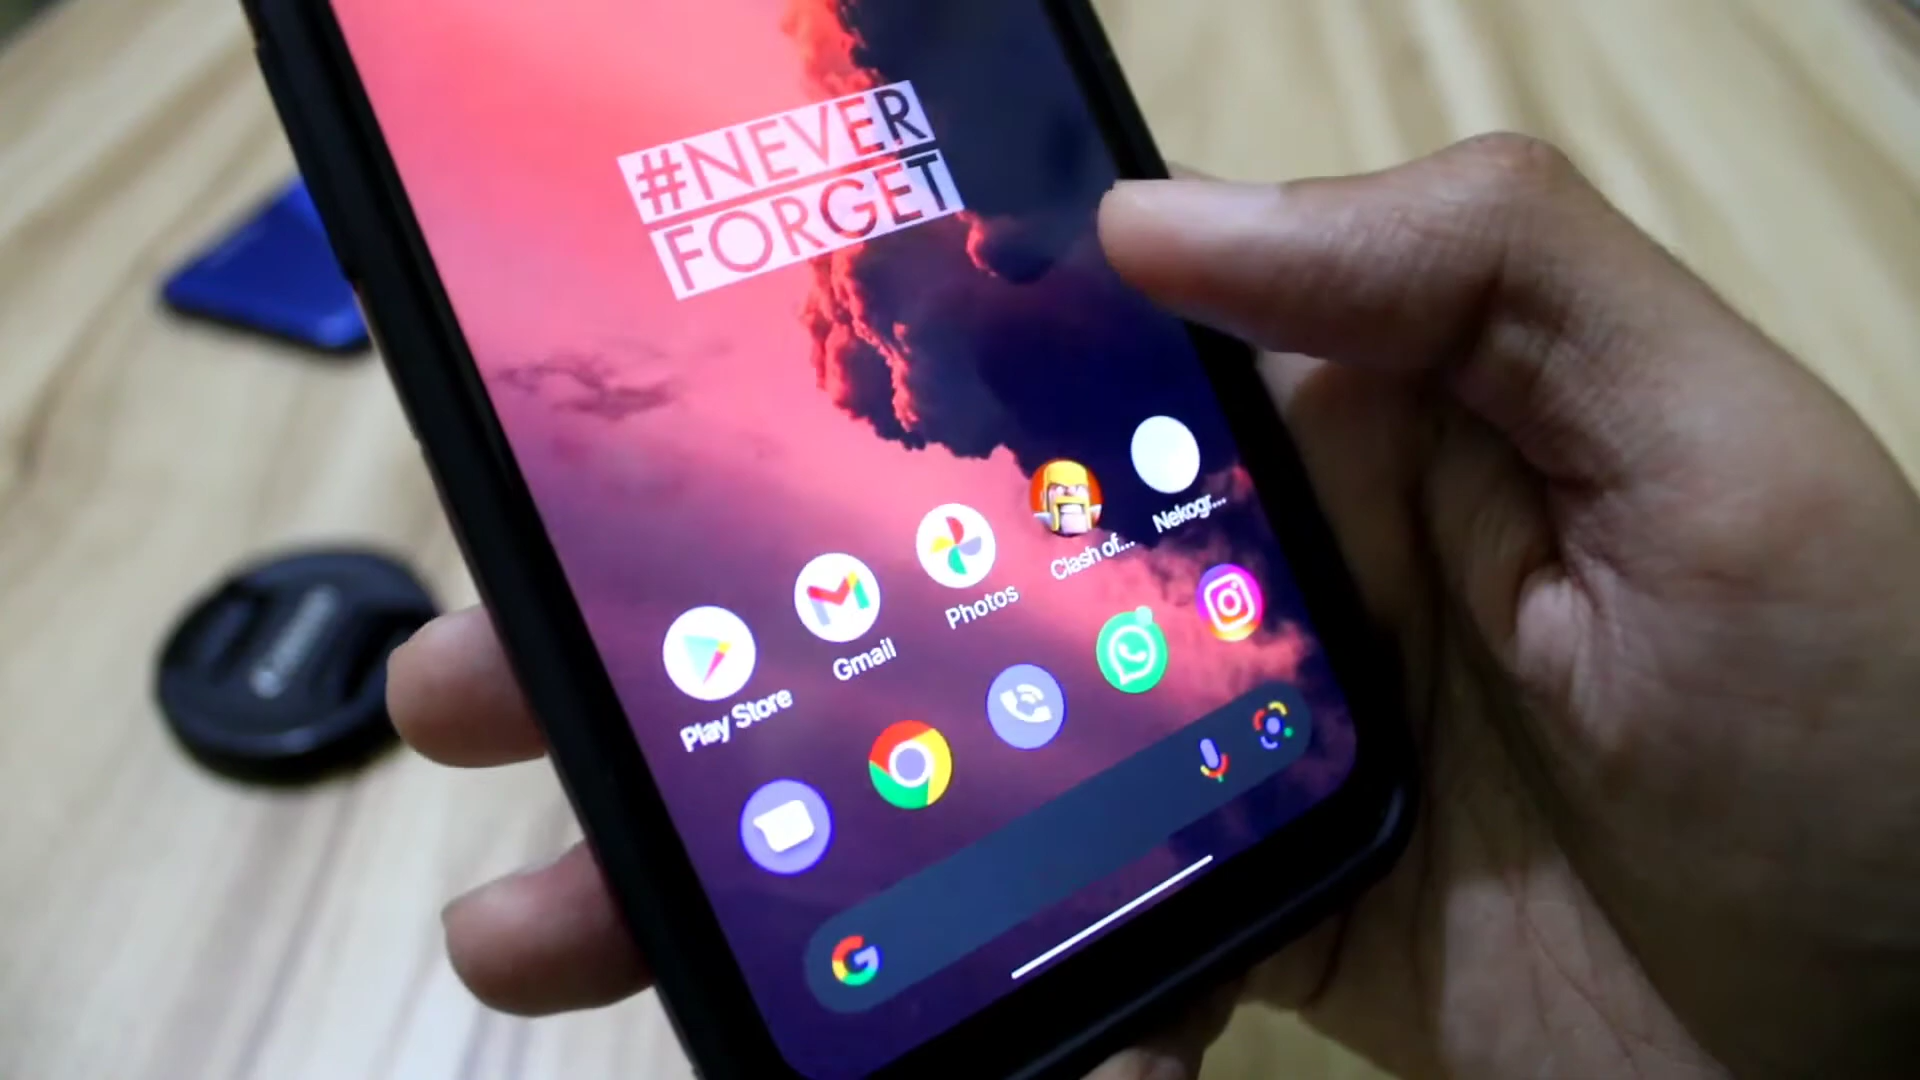 #NEVER
FORGET
Play Store
Gmail
Photos
Clash of...
Nekogr...